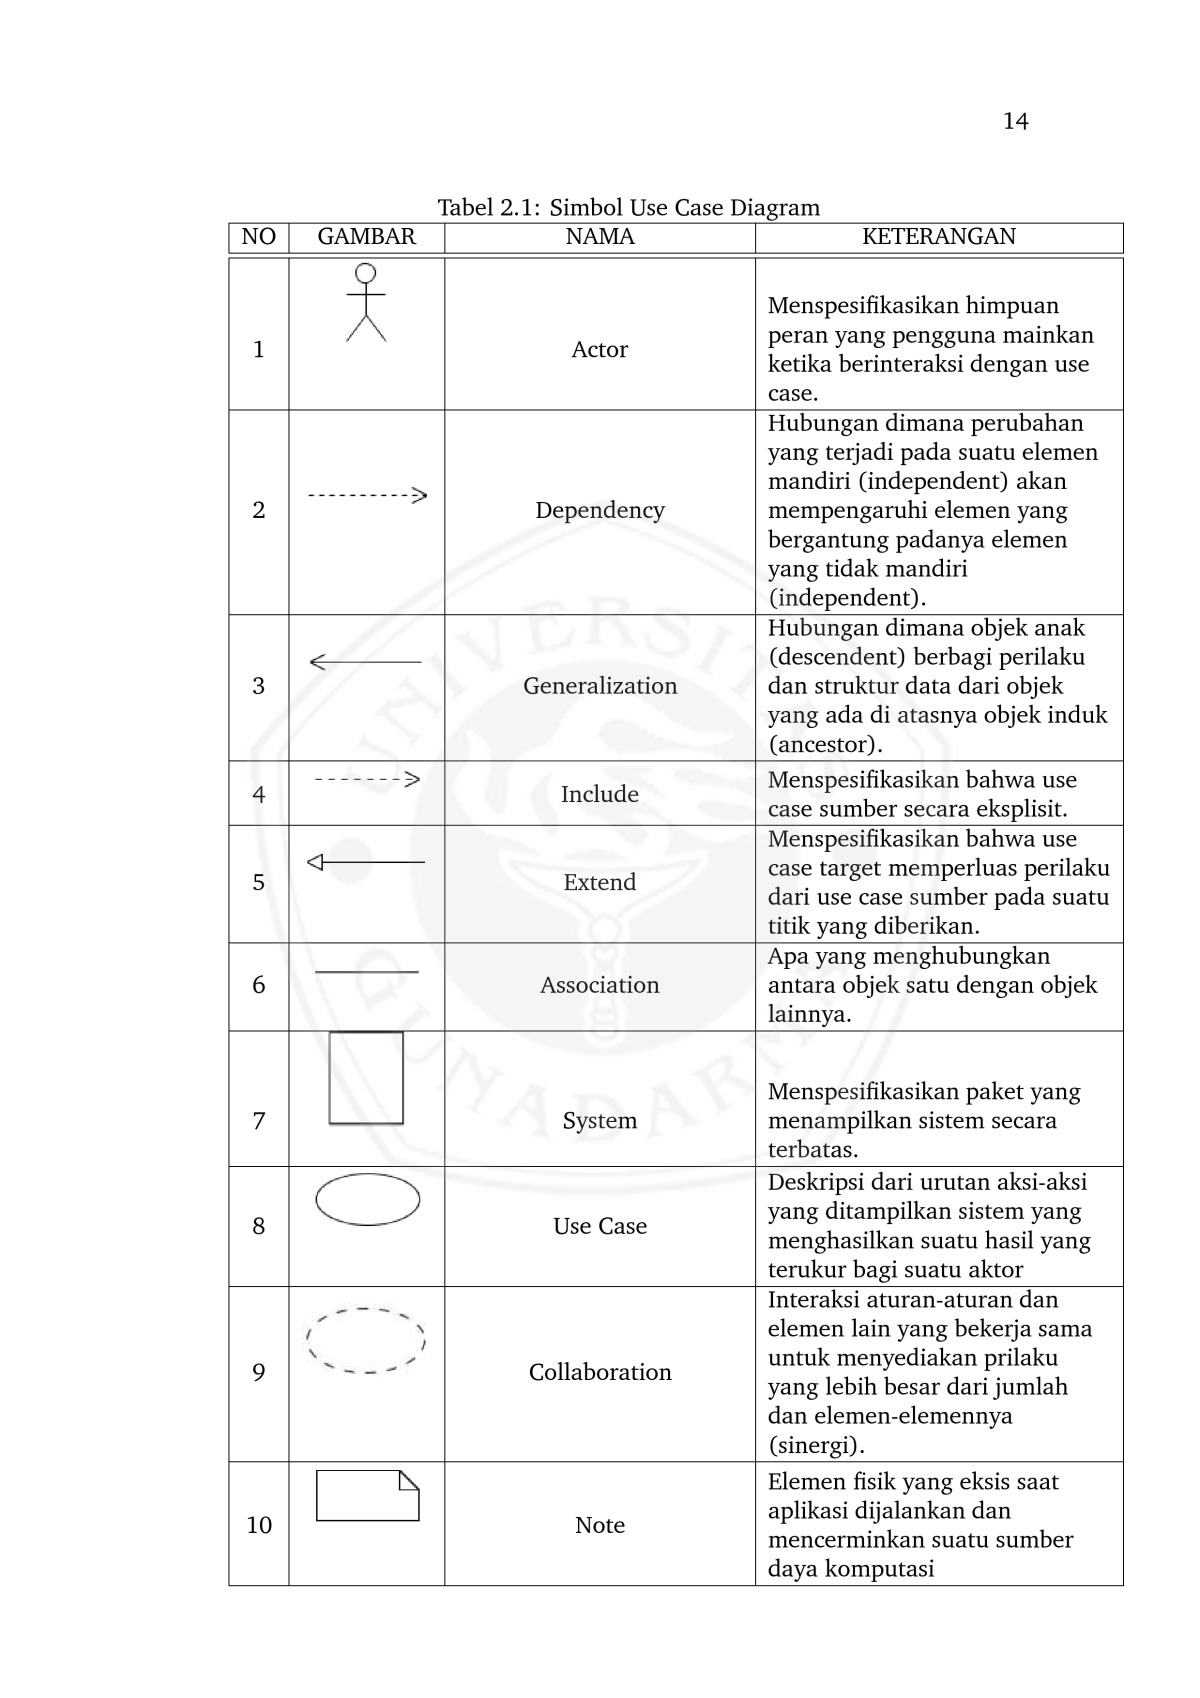 14
Tabel 2.1: Simbol Use Case Diagram
NO GAMBAR NAMA KETERANGAN
1 Actor
Menspesifikasikan himpuan
peran yang pengguna mainkan
ketika berinteraksi dengan use
case.
2 Dependency
Hubungan dimana perubahan
yang terjadi pada suatu elemen
mandiri (independent) akan
mempengaruhi elemen yang
bergantung padanya elemen
yang tidak mandiri
(independent).
3 Generalization
Hubungan dimana objek anak
(descendent) berbagi perilaku
dan struktur data dari objek
yang ada di atasnya objek induk
(ancestor).
4 Include
Menspesifikasikan bahwa use
case sumber secara eksplisit.
5 Extend
Menspesifikasikan bahwa use
case target memperluas perilaku
dari use case sumber pada suatu
titik yang diberikan.
6 Association
Apa yang menghubungkan
antara objek satu dengan objek
lainnya.
7 System
Menspesifikasikan paket yang
menampilkan sistem secara
terbatas.
8 Use Case
Deskripsi dari urutan aksi-aksi
yang ditampilkan sistem yang
menghasilkan suatu hasil yang
terukur bagi suatu aktor
9 Collaboration
Interaksi aturan-aturan dan
elemen lain yang bekerja sama
untuk menyediakan prilaku
yang lebih besar dari jumlah
dan elemen-elemennya
(sinergi).
10 Note
Elemen fisik yang eksis saat
aplikasi dijalankan dan
mencerminkan suatu sumber
daya komputasi
UNIVERSITAS
GUNADARMA